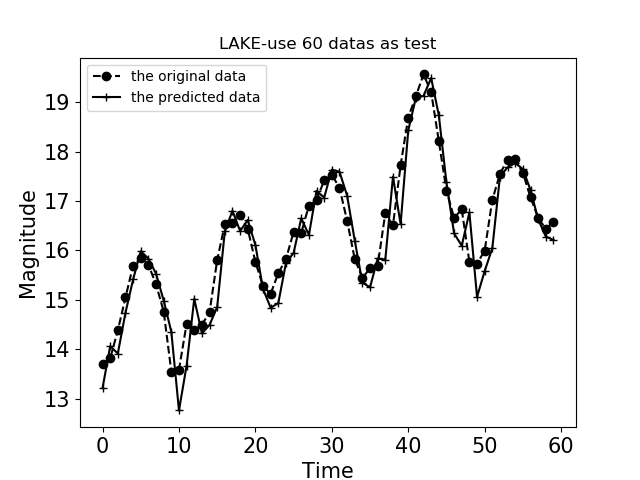 LAKE-use 60 datas as test
the original data
the predicted data
19
18
17
16
15
14
13
Magnitude
0 10 20 30 40 50 60
Time